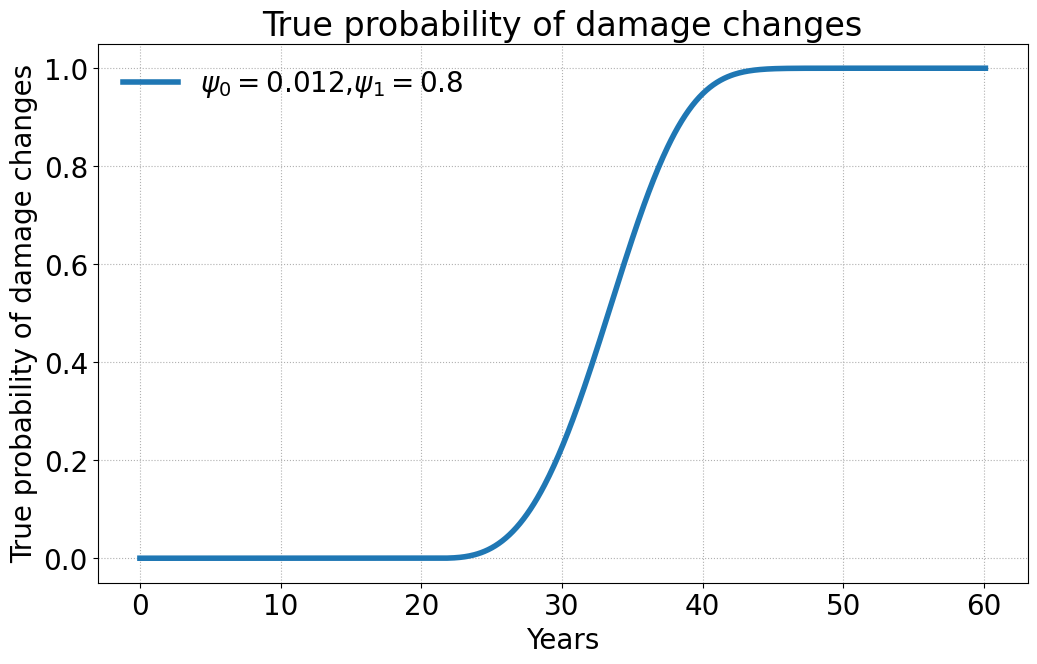 True probability of damage changes
True probability of damage changes
1.0
0.8
0.6
0.4
0.2
0.0
ψ₀ = 0.012,ψ₁ = 0.8
0 10 20 30 40 50 60
Years